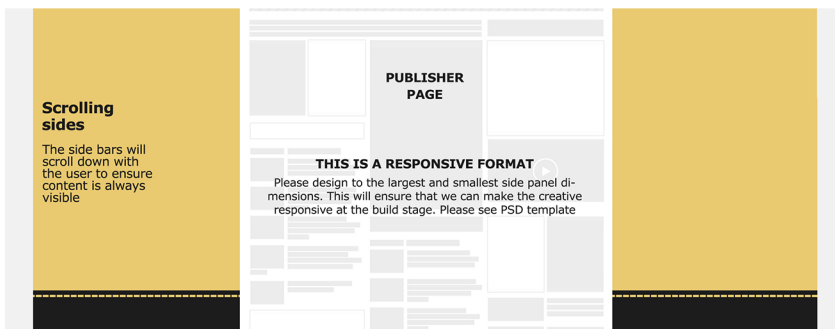 Scrolling
sides
The side bars will
scroll down with
the user to ensure
content is always
visible
PUBLISHER
PAGE
THIS IS A RESPONSIVE FORMAT
Please design to the largest and smallest side panel di-
mensions. This will ensure that we can make the creative
responsive at the build stage. Please see PSD template